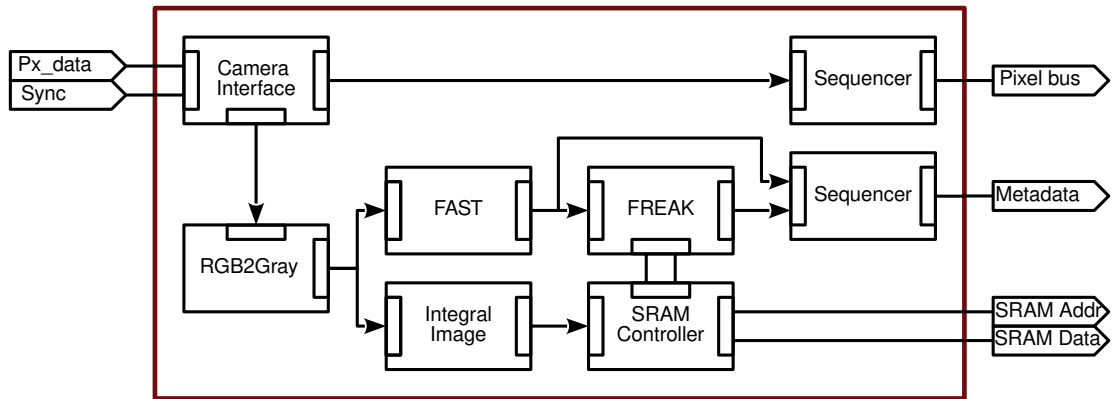 Px_data
Sync
Camera
Interface
Sequencer
Pixel bus
FAST
FREAK
Sequencer
Metadada
RGB2Gray
Integral
Image
SRAM
Controller
SRAM Addr
SRAM Data